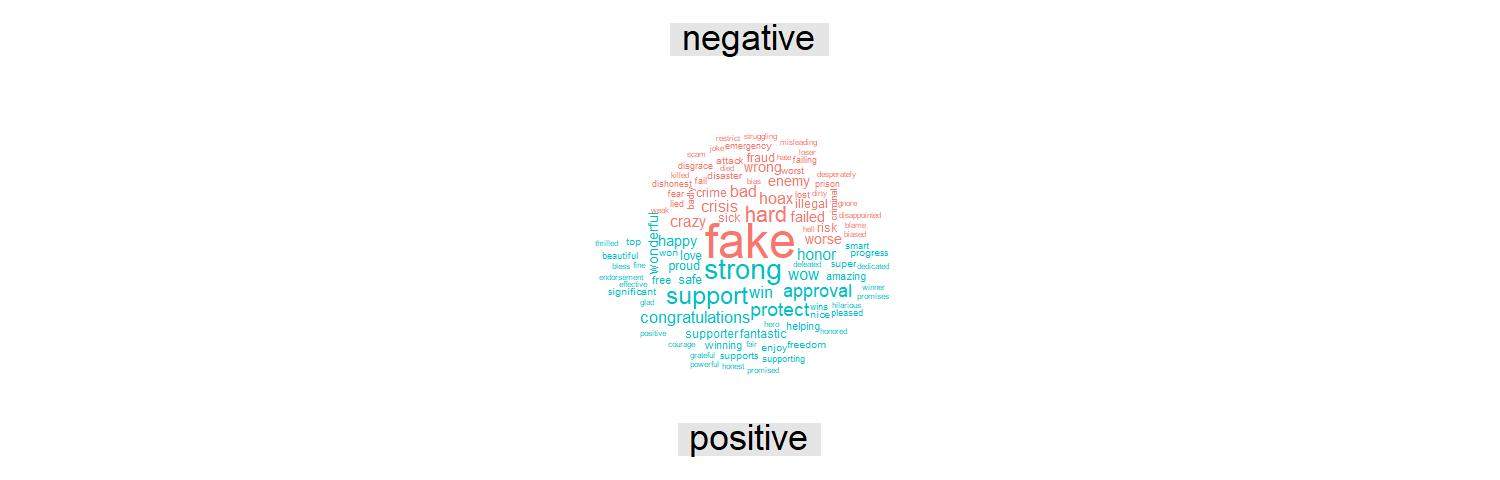 negative
restrict struggling
misleading
joke emergency
scam attack fraud hate loser
disgrace died wrong failing
killed disaster worst desperately
dishonest fail bias enemy prison
fear badly crime bad hoax lost dirty criminal
lied crisis illegal ignore
weak sick hard failed disappointed
crazy hell risk blame
fake worse biased
wonderful happy smart
thrilled top
beautiful won love honor progress
bless fine proud strong defeated super dedicated
endorsement free safe wow amazing
effective
significant support win approval winner
glad promises
congratulations protect wins hilarious
nice pleased
positive hero helping honored
supporter fantastic
courage winning fair enjoy freedom
grateful supports supporting
powerful honest promised
positive